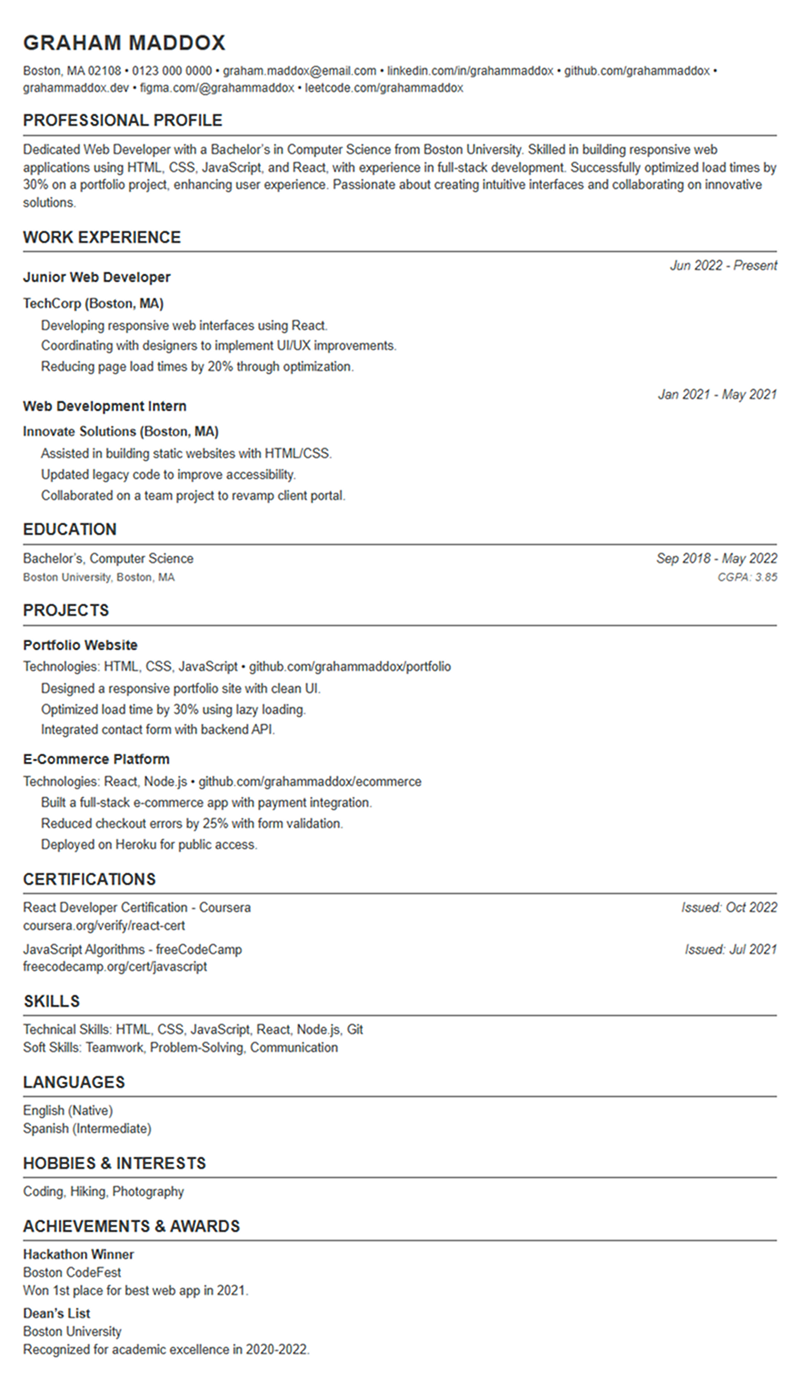 GRAHAM MADDOX
Boston, MA 02108 • 0123 000 0000 • graham.maddox@email.com • linkedin.com/in/grahammaddox • github.com/grahammaddox •
grahammaddox.dev • figma.com/@grahammaddox • leetcode.com/grahammaddox
PROFESSIONAL PROFILE
Dedicated Web Developer with a Bachelor's in Computer Science from Boston University. Skilled in building responsive web
applications using HTML, CSS, JavaScript, and React, with experience in full-stack development. Successfully optimized load times by
30% on a portfolio project, enhancing user experience. Passionate about creating intuitive interfaces and collaborating on innovative
solutions.
WORK EXPERIENCE
Jun 2022 - Present
Junior Web Developer
TechCorp (Boston, MA)
Developing responsive web interfaces using React.
Coordinating with designers to implement UI/UX improvements.
Reducing page load times by 20% through optimization.
Jan 2021 - May 2021
Web Development Intern
Innovate Solutions (Boston, MA)
Assisted in building static websites with HTML/CSS.
Updated legacy code to improve accessibility.
Collaborated on a team project to revamp client portal.
EDUCATION
Bachelor's, Computer Science Sep 2018 - May 2022
Boston University, Boston, MA CGPA: 3.85
PROJECTS
Portfolio Website
Technologies: HTML, CSS, JavaScript • github.com/grahammaddox/portfolio
Designed a responsive portfolio site with clean UI.
Optimized load time by 30% using lazy loading.
Integrated contact form with backend API.
E-Commerce Platform
Technologies: React, Node.js • github.com/grahammaddox/ecommerce
Built a full-stack e-commerce app with payment integration.
Reduced checkout errors by 25% with form validation.
Deployed on Heroku for public access.
CERTIFICATIONS
React Developer Certification - Coursera Issued: Oct 2022
coursera.org/verify/react-cert
JavaScript Algorithms - freeCodeCamp Issued: Jul 2021
freecodecamp.org/cert/javascript
SKILLS
Technical Skills: HTML, CSS, JavaScript, React, Node.js, Git
Soft Skills: Teamwork, Problem-Solving, Communication
LANGUAGES
English (Native)
Spanish (Intermediate)
HOBBIES & INTERESTS
Coding, Hiking, Photography
ACHIEVEMENTS & AWARDS
Hackathon Winner
Boston CodeFest
Won 1st place for best web app in 2021.
Dean's List
Boston University
Recognized for academic excellence in 2020-2022.